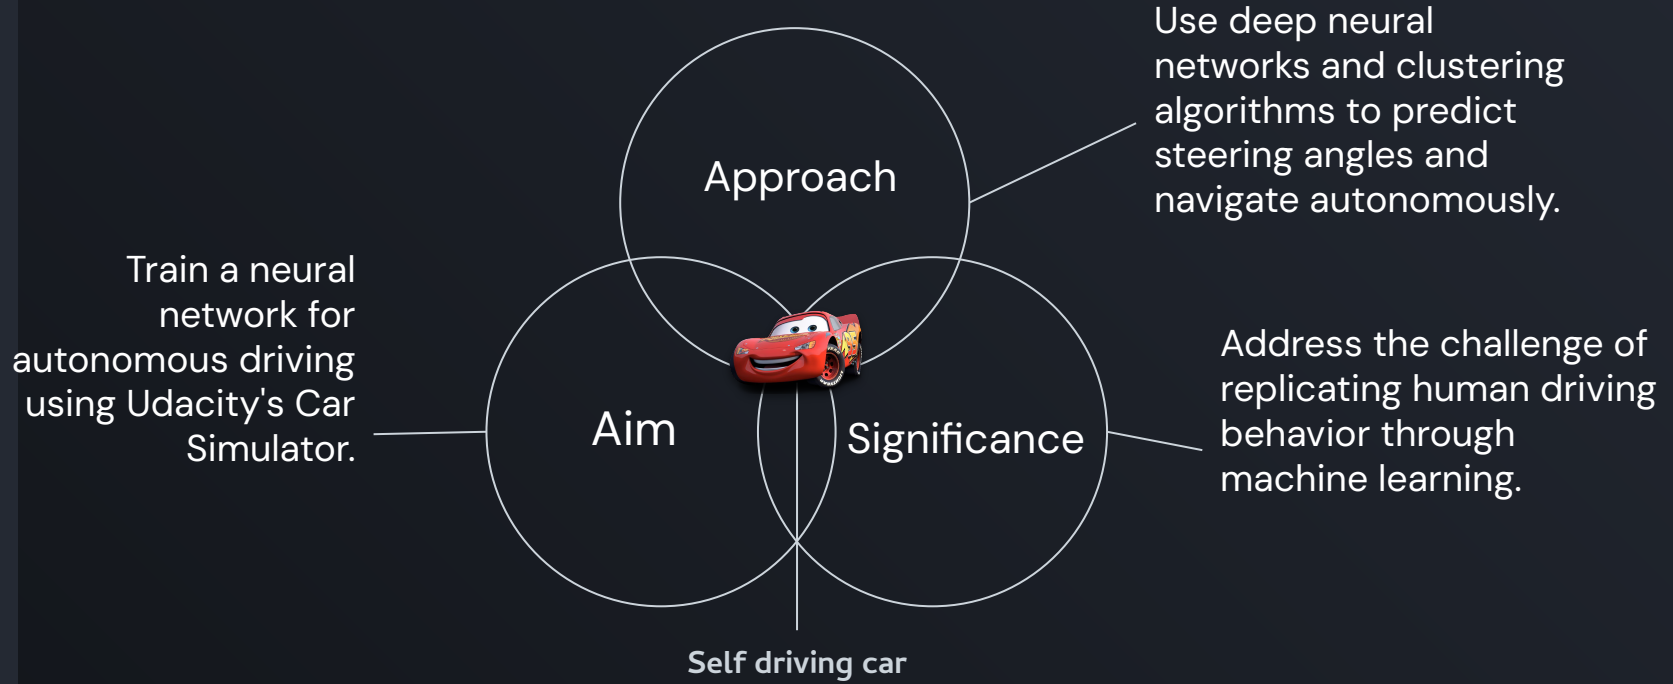 Use deep neural
networks and clustering
algorithms to predict
steering angles and
navigate autonomously.
Approach
Train a neural
network for
autonomous driving
using Udacity's Car
Simulator.
Aim
Significance
Address the challenge of
replicating human driving
behavior through
machine learning.
Self driving car